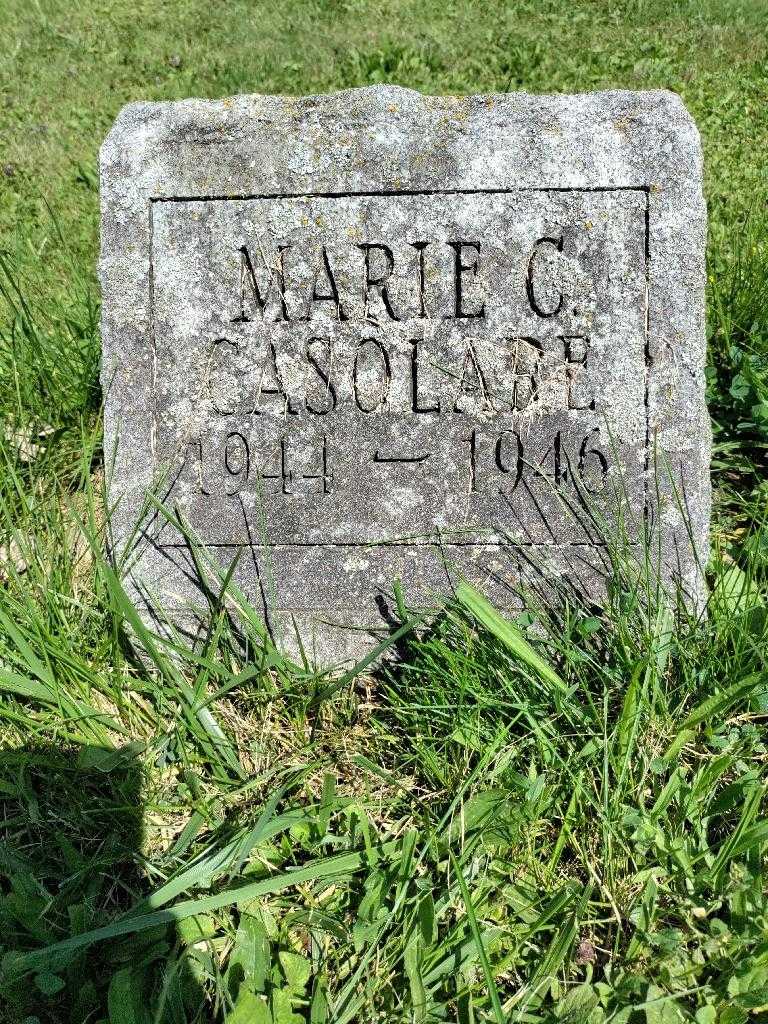 MARIE C.
CASOLARE
1944 — 1946